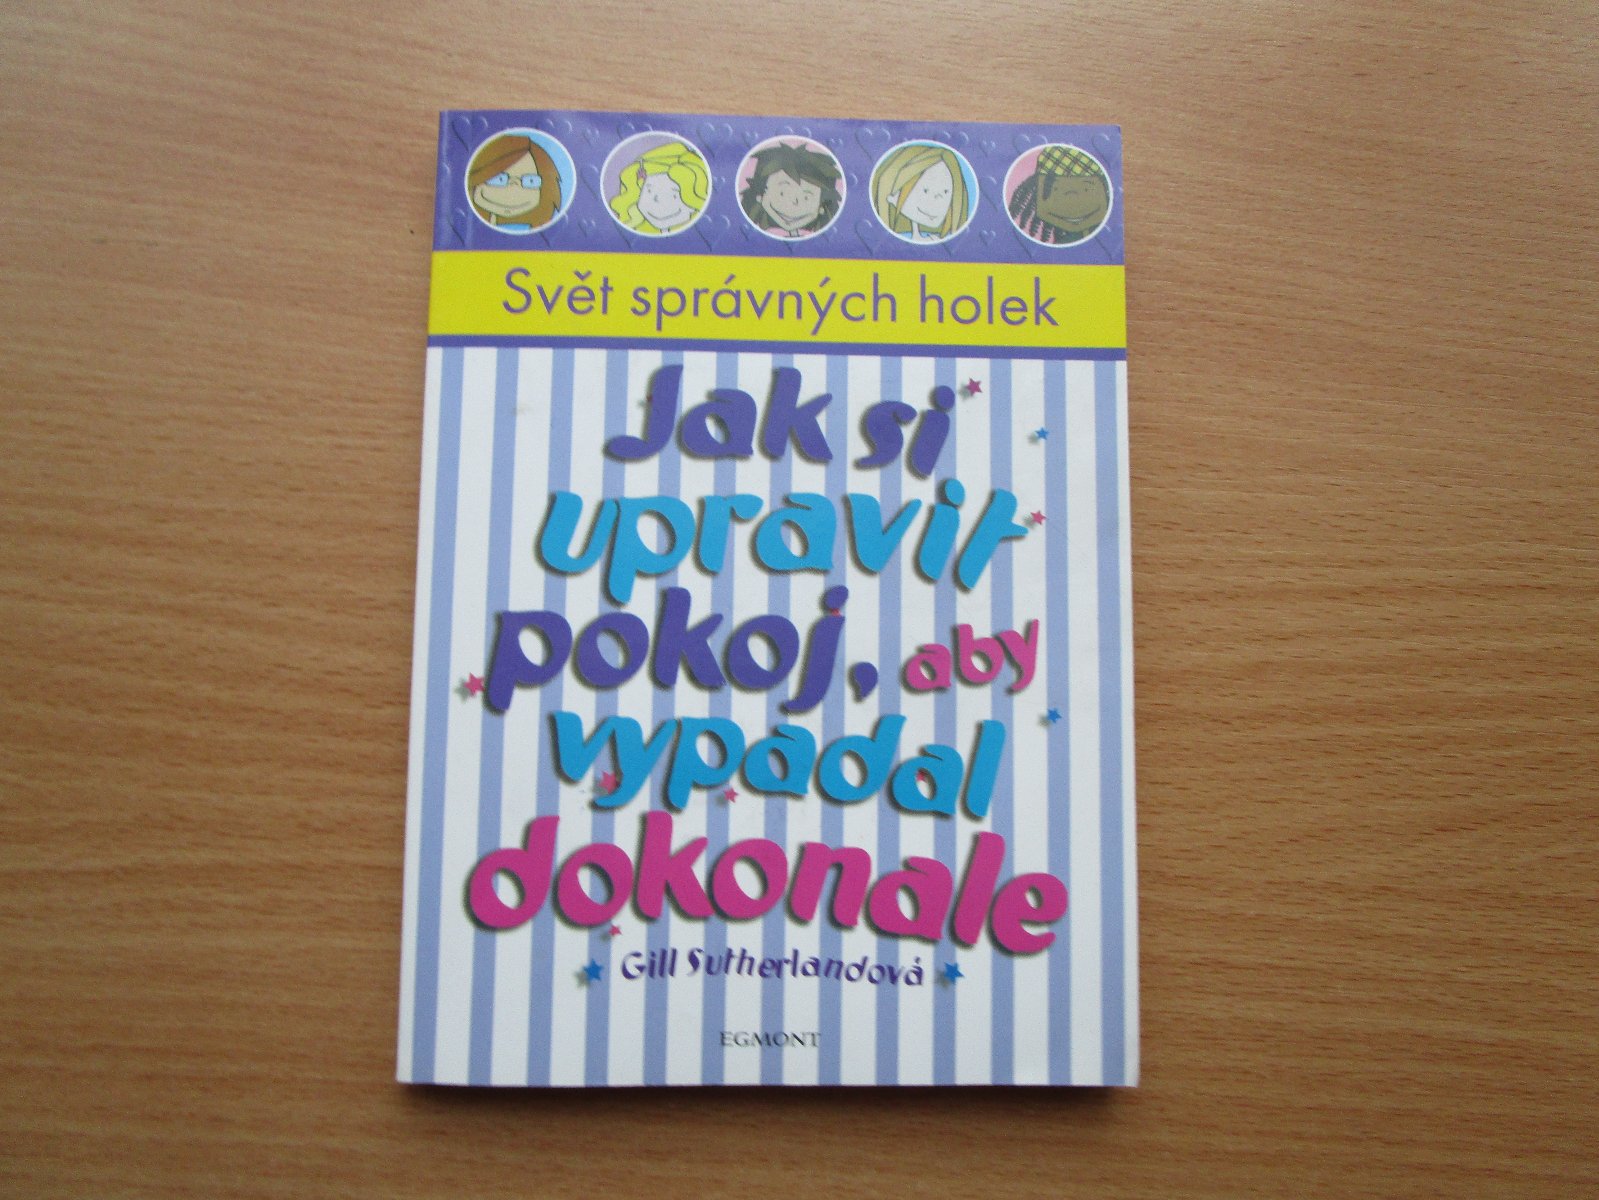 Svět správných holek
Jak si
upravit
pokoj, aby
vypadal
dokonale
Gill Sutherlandová
EGMONT